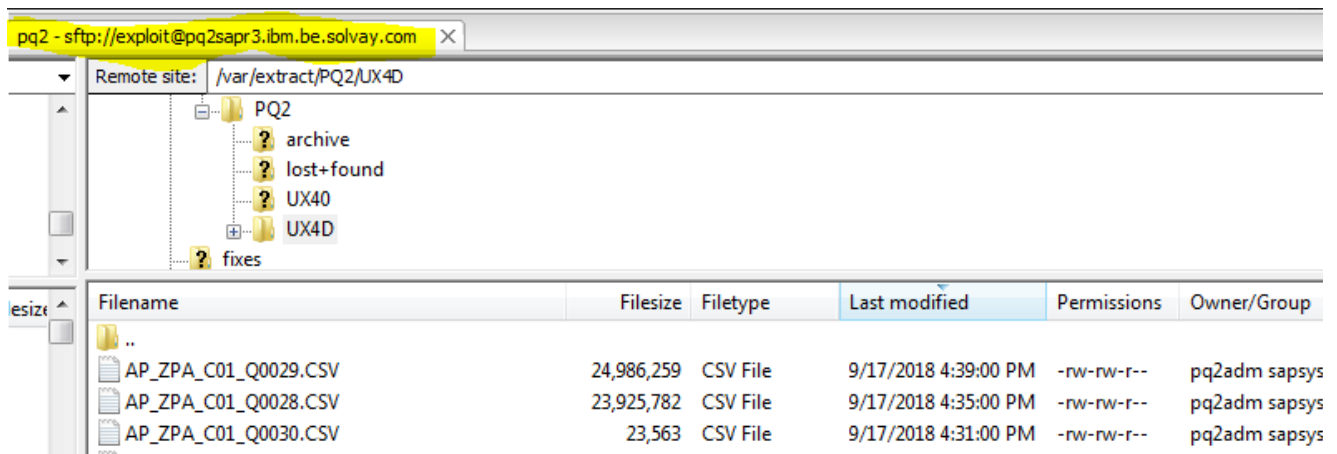 pq2 - sftp://exploit@pq2sapr3.ibm.be.solvay.com
Remote site: /var/extract/PQ2/UX4D
PQ2
archive
lost+found
UX40
UX4D
fixes
lesize Filename Filesize Filetype Last modified Permissions Owner/Group
..
AP_ZPA_C01_Q0029.CSV 24,986,259 CSV File 9/17/2018 4:39:00 PM -rw-rw-r-- pq2adm sapsys
AP_ZPA_C01_Q0028.CSV 23,925,782 CSV File 9/17/2018 4:35:00 PM -rw-rw-r-- pq2adm sapsys
AP_ZPA_C01_Q0030.CSV 23,563 CSV File 9/17/2018 4:31:00 PM -rw-rw-r-- pq2adm sapsys